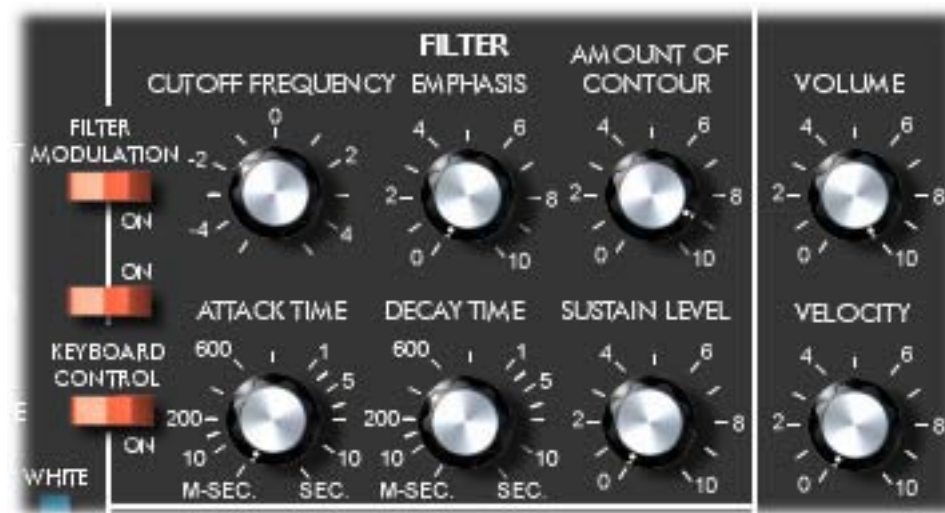 FILTER
CUTOFF FREQUENCY
EMPHASIS
AMOUNT OF
CONTOUR
VOLUME
FILTER
MODULATION
ON
ON
KEYBOARD
CONTROL
ON
WHITE
0
-2 2
-4 4
4 6
2 8
0 10
4 6
2 8
0 10
4 6
2 8
0 10
ATTACK TIME
DECAY TIME
SUSTAIN LEVEL
VELOCITY
600 1
5
200
10 10
M-SEC. SEC.
600 1
5
200
10 10
M-SEC. SEC.
4 6
2 8
0 10
4 6
2 8
0 10